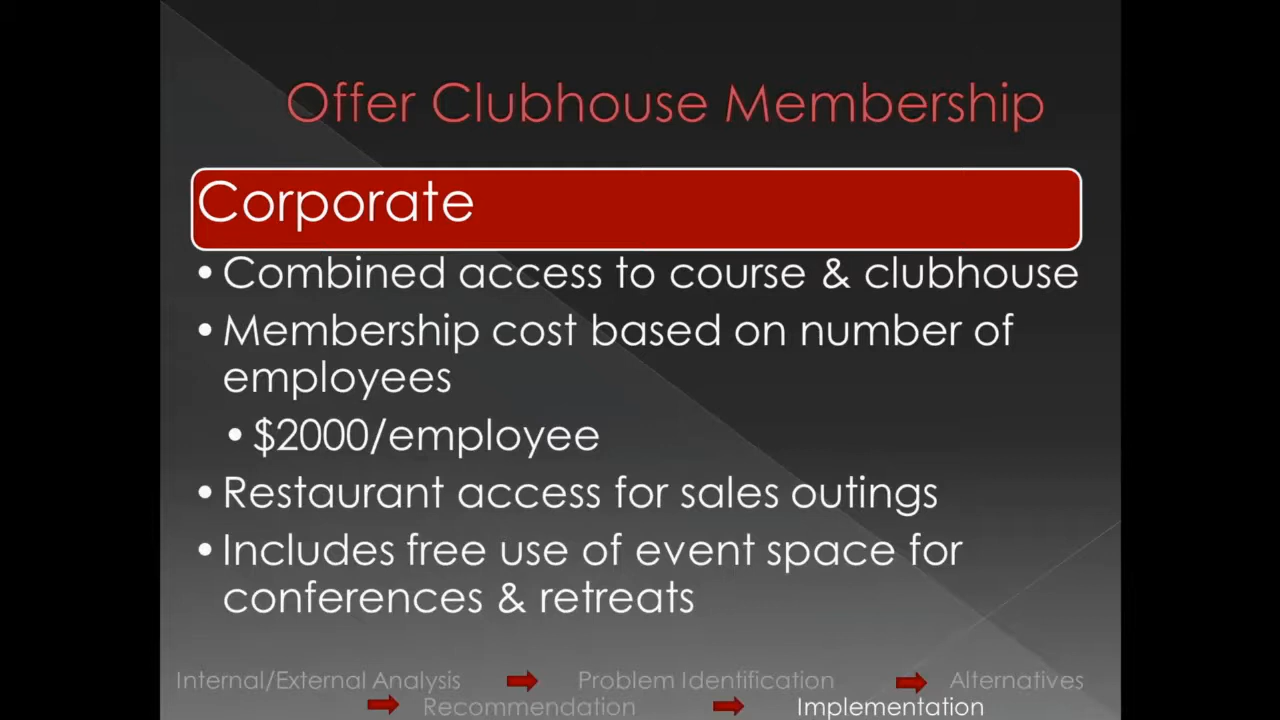 Offer Clubhouse Membership
Corporate
• Combined access to course & clubhouse
• Membership cost based on number of
employees
• $2000/employee
• Restaurant access for sales outings
• Includes free use of event space for
conferences & retreats
Internal/External Analysis Problem Identification Alternatives
Recommendation Implementation